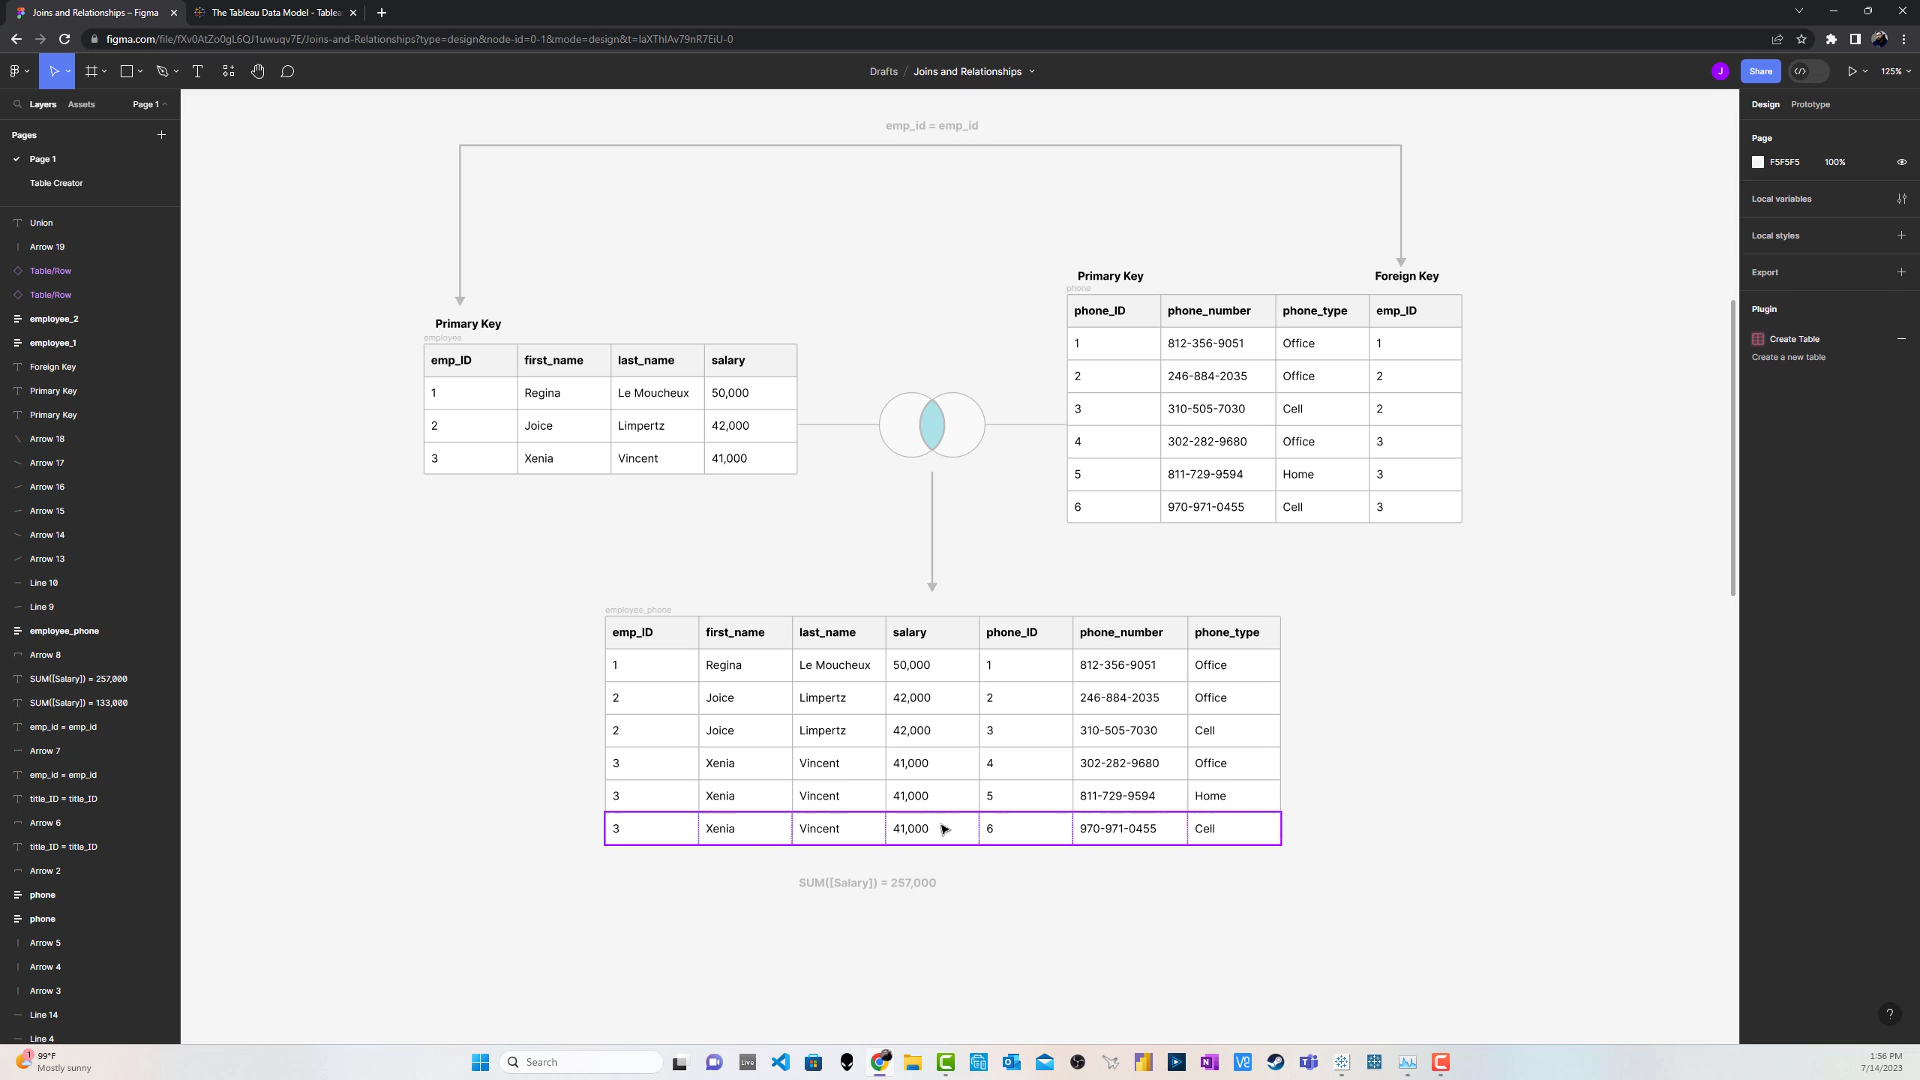 Joins and Relationships – Figma
The Tableau Data Model - Tablea
figma.com/file/fXv0AtZo0gL6QJ1uwuqv7E/Joins-and-Relationships?type=design&node-id=0-1&mode=design&t=laXThIAv79nR7EiU-0
Drafts / Joins and Relationships
J
Share
125%
Layers Assets Page 1
Pages
Page 1
Table Creator
Union
Arrow 19
Table/Row
Table/Row
employee_2
employee_1
Foreign Key
Primary Key
Primary Key
Arrow 18
Arrow 17
Arrow 16
Arrow 15
Arrow 14
Arrow 13
Line 10
Line 9
employee_phone
Arrow 8
SUM([Salary]) = 257,000
SUM([Salary]) = 133,000
emp_id = emp_id
Arrow 7
emp_id = emp_id
title_ID = title_ID
Arrow 6
title_ID = title_ID
Arrow 2
phone
phone
Arrow 5
Arrow 4
Arrow 3
Line 14
Line 4
emp_id = emp_id
Primary Key
employee
emp_ID first_name last_name salary
1 Regina Le Moucheux 50,000
2 Joice Limpertz 42,000
3 Xenia Vincent 41,000
Primary Key Foreign Key
phone
phone_ID phone_number phone_type emp_ID
1 812-356-9051 Office 1
2 246-884-2035 Office 2
3 310-505-7030 Cell 2
4 302-282-9680 Office 3
5 811-729-9594 Home 3
6 970-971-0455 Cell 3
employee_phone
emp_ID first_name last_name salary phone_ID phone_number phone_type
1 Regina Le Moucheux 50,000 1 812-356-9051 Office
2 Joice Limpertz 42,000 2 246-884-2035 Office
2 Joice Limpertz 42,000 3 310-505-7030 Cell
3 Xenia Vincent 41,000 4 302-282-9680 Office
3 Xenia Vincent 41,000 5 811-729-9594 Home
3 Xenia Vincent 41,000 6 970-971-0455 Cell
SUM([Salary]) = 257,000
Design Prototype
Page
F5F5F5 100%
Local variables
Local styles
Export
Plugin
Create Table
Create a new table
?
1
99°F
Mostly sunny
Search
Live
1:56 PM
7/14/2023